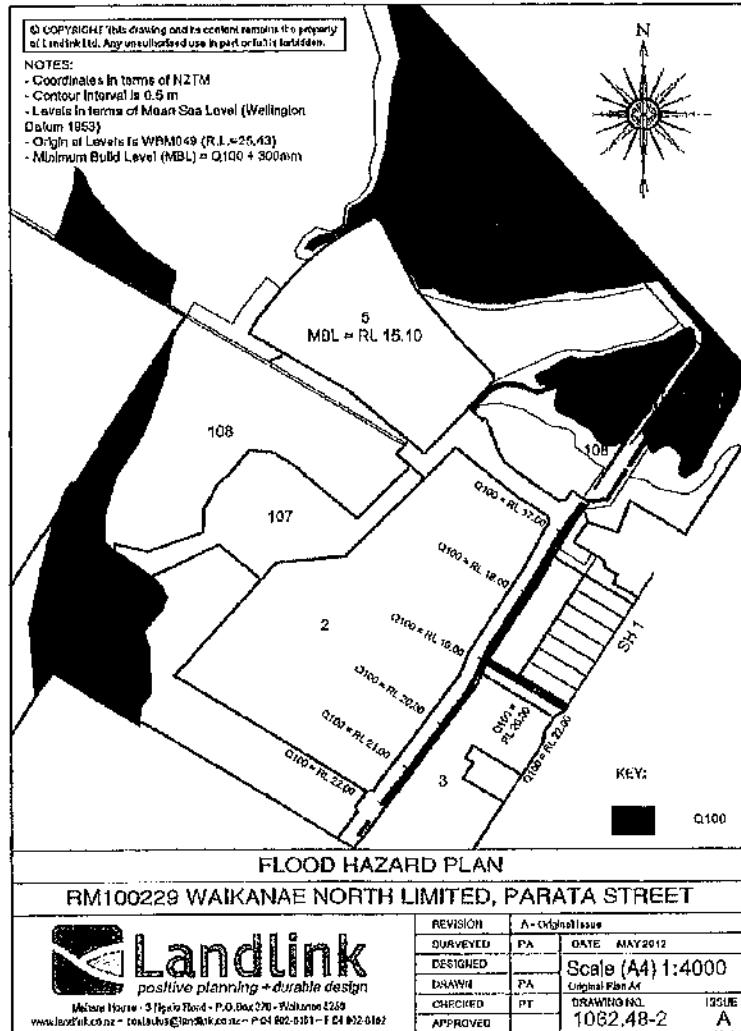 © COPYRIGHT This drawing and its content remains the property
of Landlink Ltd. Any unauthorised use in part or full is forbidden.
NOTES:
- Coordinates in terms of NZTM
- Contour Interval is 0.5 m
- Levels in terms of Mean Sea Level (Wellington
Datum 1953)
- Origin of Levels is WBM049 (R.L.=25.43)
- Minimum Build Level (MBL) = Q100 + 300mm
N
5
MBL = RL 15.10
108
107
108
2
3
Q100 = RL 17.00
Q100 = RL 18.00
Q100 = RL 19.00
Q100 = RL 20.00
Q100 = RL 21.00
Q100 = RL 22.00
Q100 =
RL 20.00
Q100 = RL 22.00
SH 1
KEY:
Q100
FLOOD HAZARD PLAN
RM100229 WAIKANAE NORTH LIMITED, PARATA STREET
Landlink
positive planning + durable design
REVISION A - Original Issue
SURVEYED PA DATE MAY 2012
DESIGNED
Scale (A4) 1:4000
Original Plan A4
DRAWN PA
CHECKED PT
APPROVED
DRAWING NO. ISSUE
1062.48-2 A